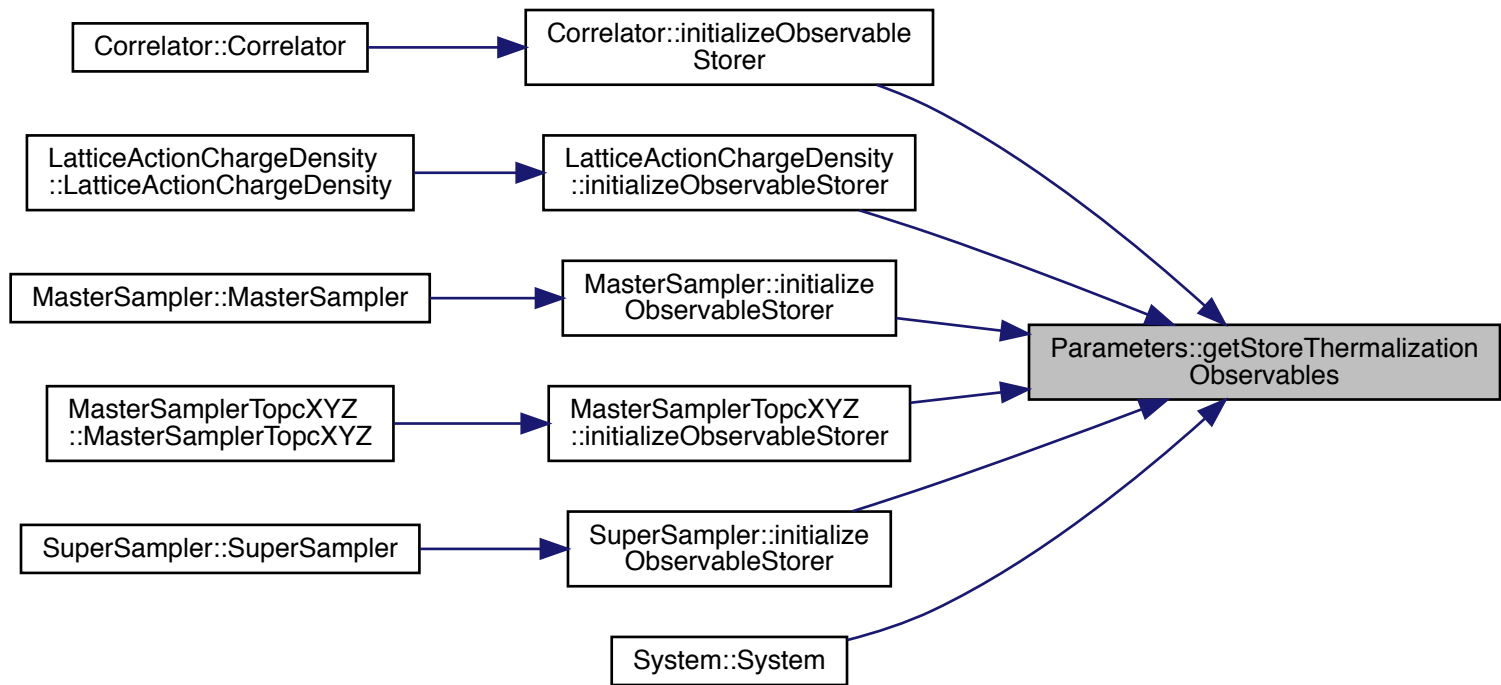 Correlator::Correlator
Correlator::initializeObservable
Storer
LatticeActionChargeDensity
::LatticeActionChargeDensity
LatticeActionChargeDensity
::initializeObservableStorer
MasterSampler::MasterSampler
MasterSampler::initialize
ObservableStorer
Parameters::getStoreThermalization
Observables
MasterSamplerTopcXYZ
::MasterSamplerTopcXYZ
MasterSamplerTopcXYZ
::initializeObservableStorer
SuperSampler::SuperSampler
SuperSampler::initialize
ObservableStorer
System::System